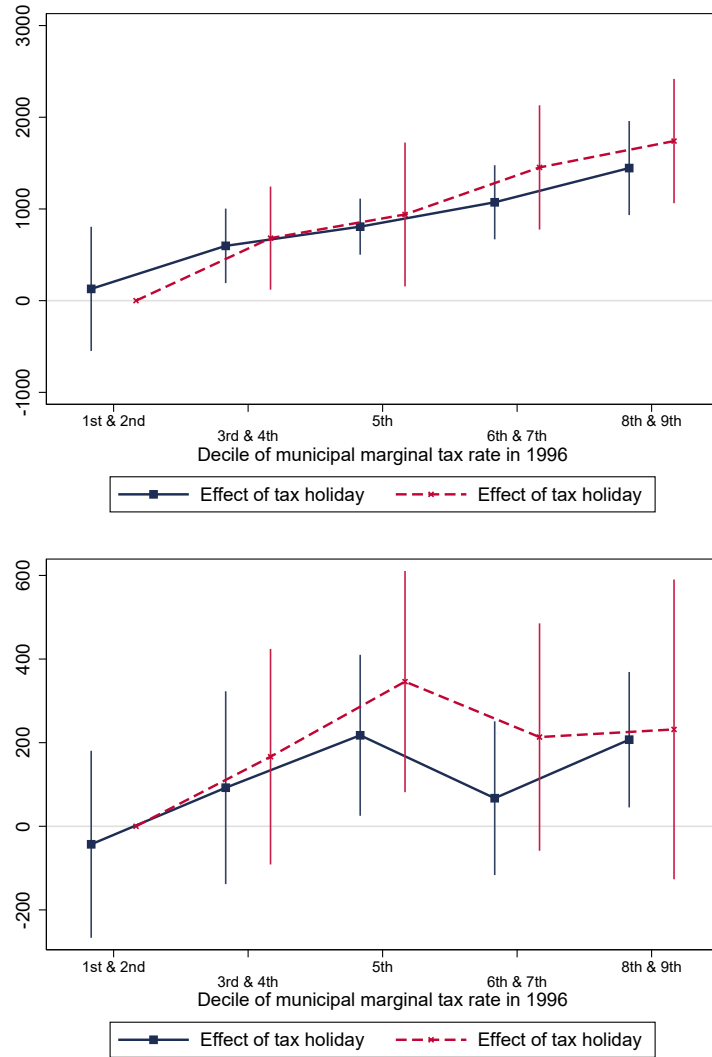 3000
2000
1000
0
-1000
1st & 2nd
3rd & 4th
5th
6th & 7th
8th & 9th
Decile of municipal marginal tax rate in 1996
Effect of tax holiday Effect of tax holiday
600
400
200
0
-200
1st & 2nd
3rd & 4th
5th
6th & 7th
8th & 9th
Decile of municipal marginal tax rate in 1996
Effect of tax holiday Effect of tax holiday